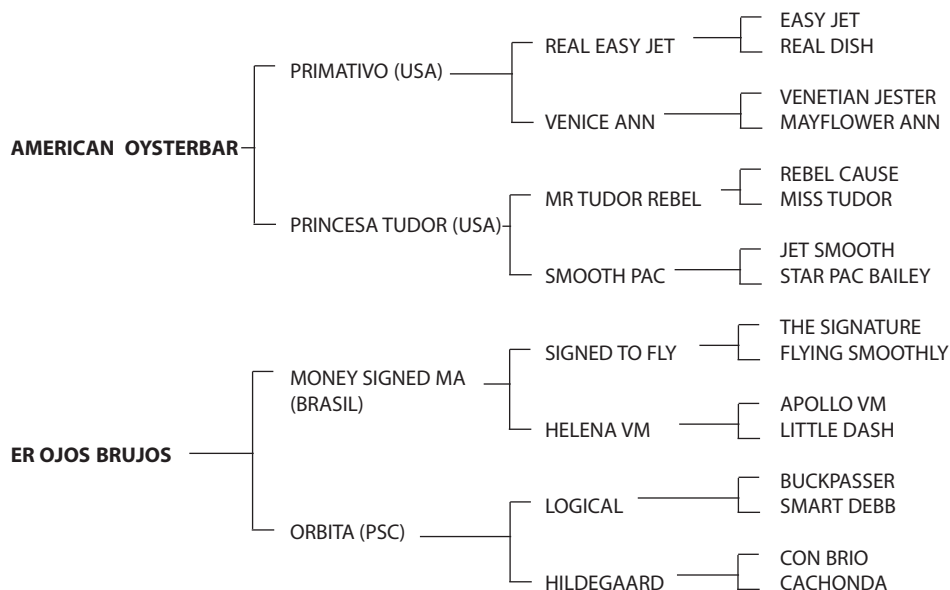 AMERICAN OYSTERBAR
PRIMATIVO (USA)
REAL EASY JET
EASY JET
REAL DISH
VENICE ANN
VENETIAN JESTER
MAYFLOWER ANN
PRINCESA TUDOR (USA)
MR TUDOR REBEL
REBEL CAUSE
MISS TUDOR
SMOOTH PAC
JET SMOOTH
STAR PAC BAILEY
ER OJOS BRUJOS
MONEY SIGNED MA
(BRASIL)
SIGNED TO FLY
THE SIGNATURE
FLYING SMOOTHLY
HELENA VM
APOLLO VM
LITTLE DASH
ORBITA (PSC)
LOGICAL
BUCKPASSER
SMART DEBB
HILDEGAARD
CON BRIO
CACHONDA